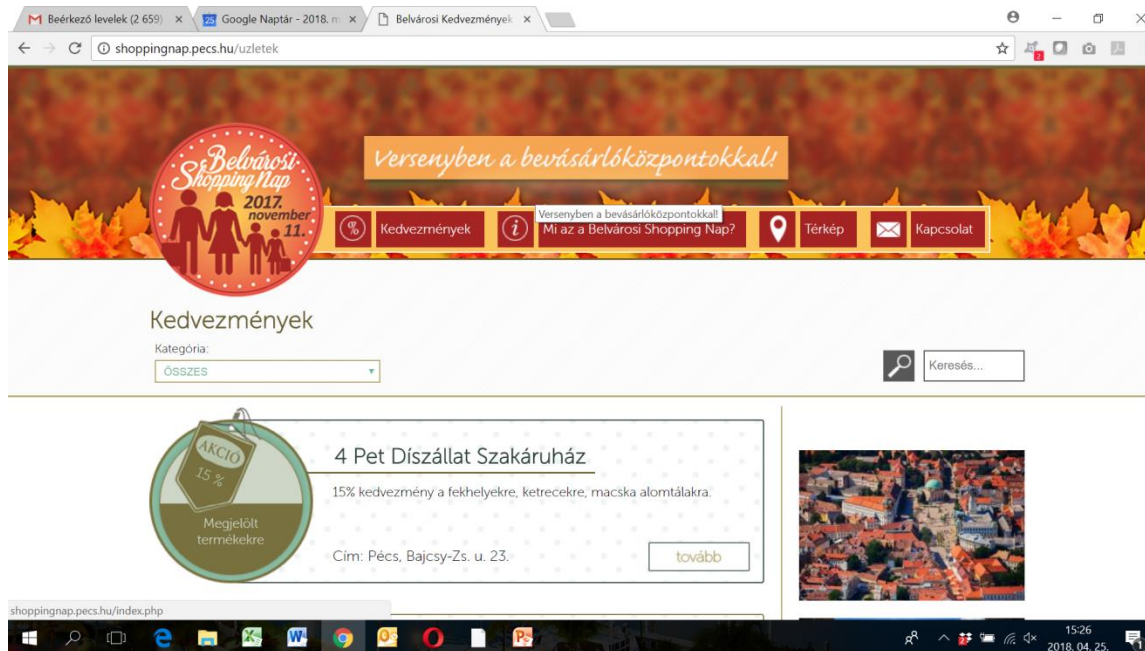 Beérkező levelek (2 659)
Google Naptár - 2018. m
Belvárosi Kedvezmények
shoppingnap.pecs.hu/uzletek
2
Belvárosi
Shopping Nap
2017.
november
11.
Versenyben a bevásárlóközpontokkal!
Versenyben a bevásárlóközpontokkal!
Kedvezmények
Mi az a Belvárosi Shopping Nap?
Térkép
Kapcsolat
Kedvezmények
Kategória:
ÖSSZES
Keresés...
AKCIÓ
15 %
Megjelölt
termékekre
4 Pet Díszállat Szakáruház
15% kedvezmény a fekhelyekre, ketrecekre, macska alomtálakra.
Cím: Pécs, Bajcsy-Zs. u. 23.
tovább
shoppingnap.pecs.hu/index.php
15:26
2018. 04. 25.